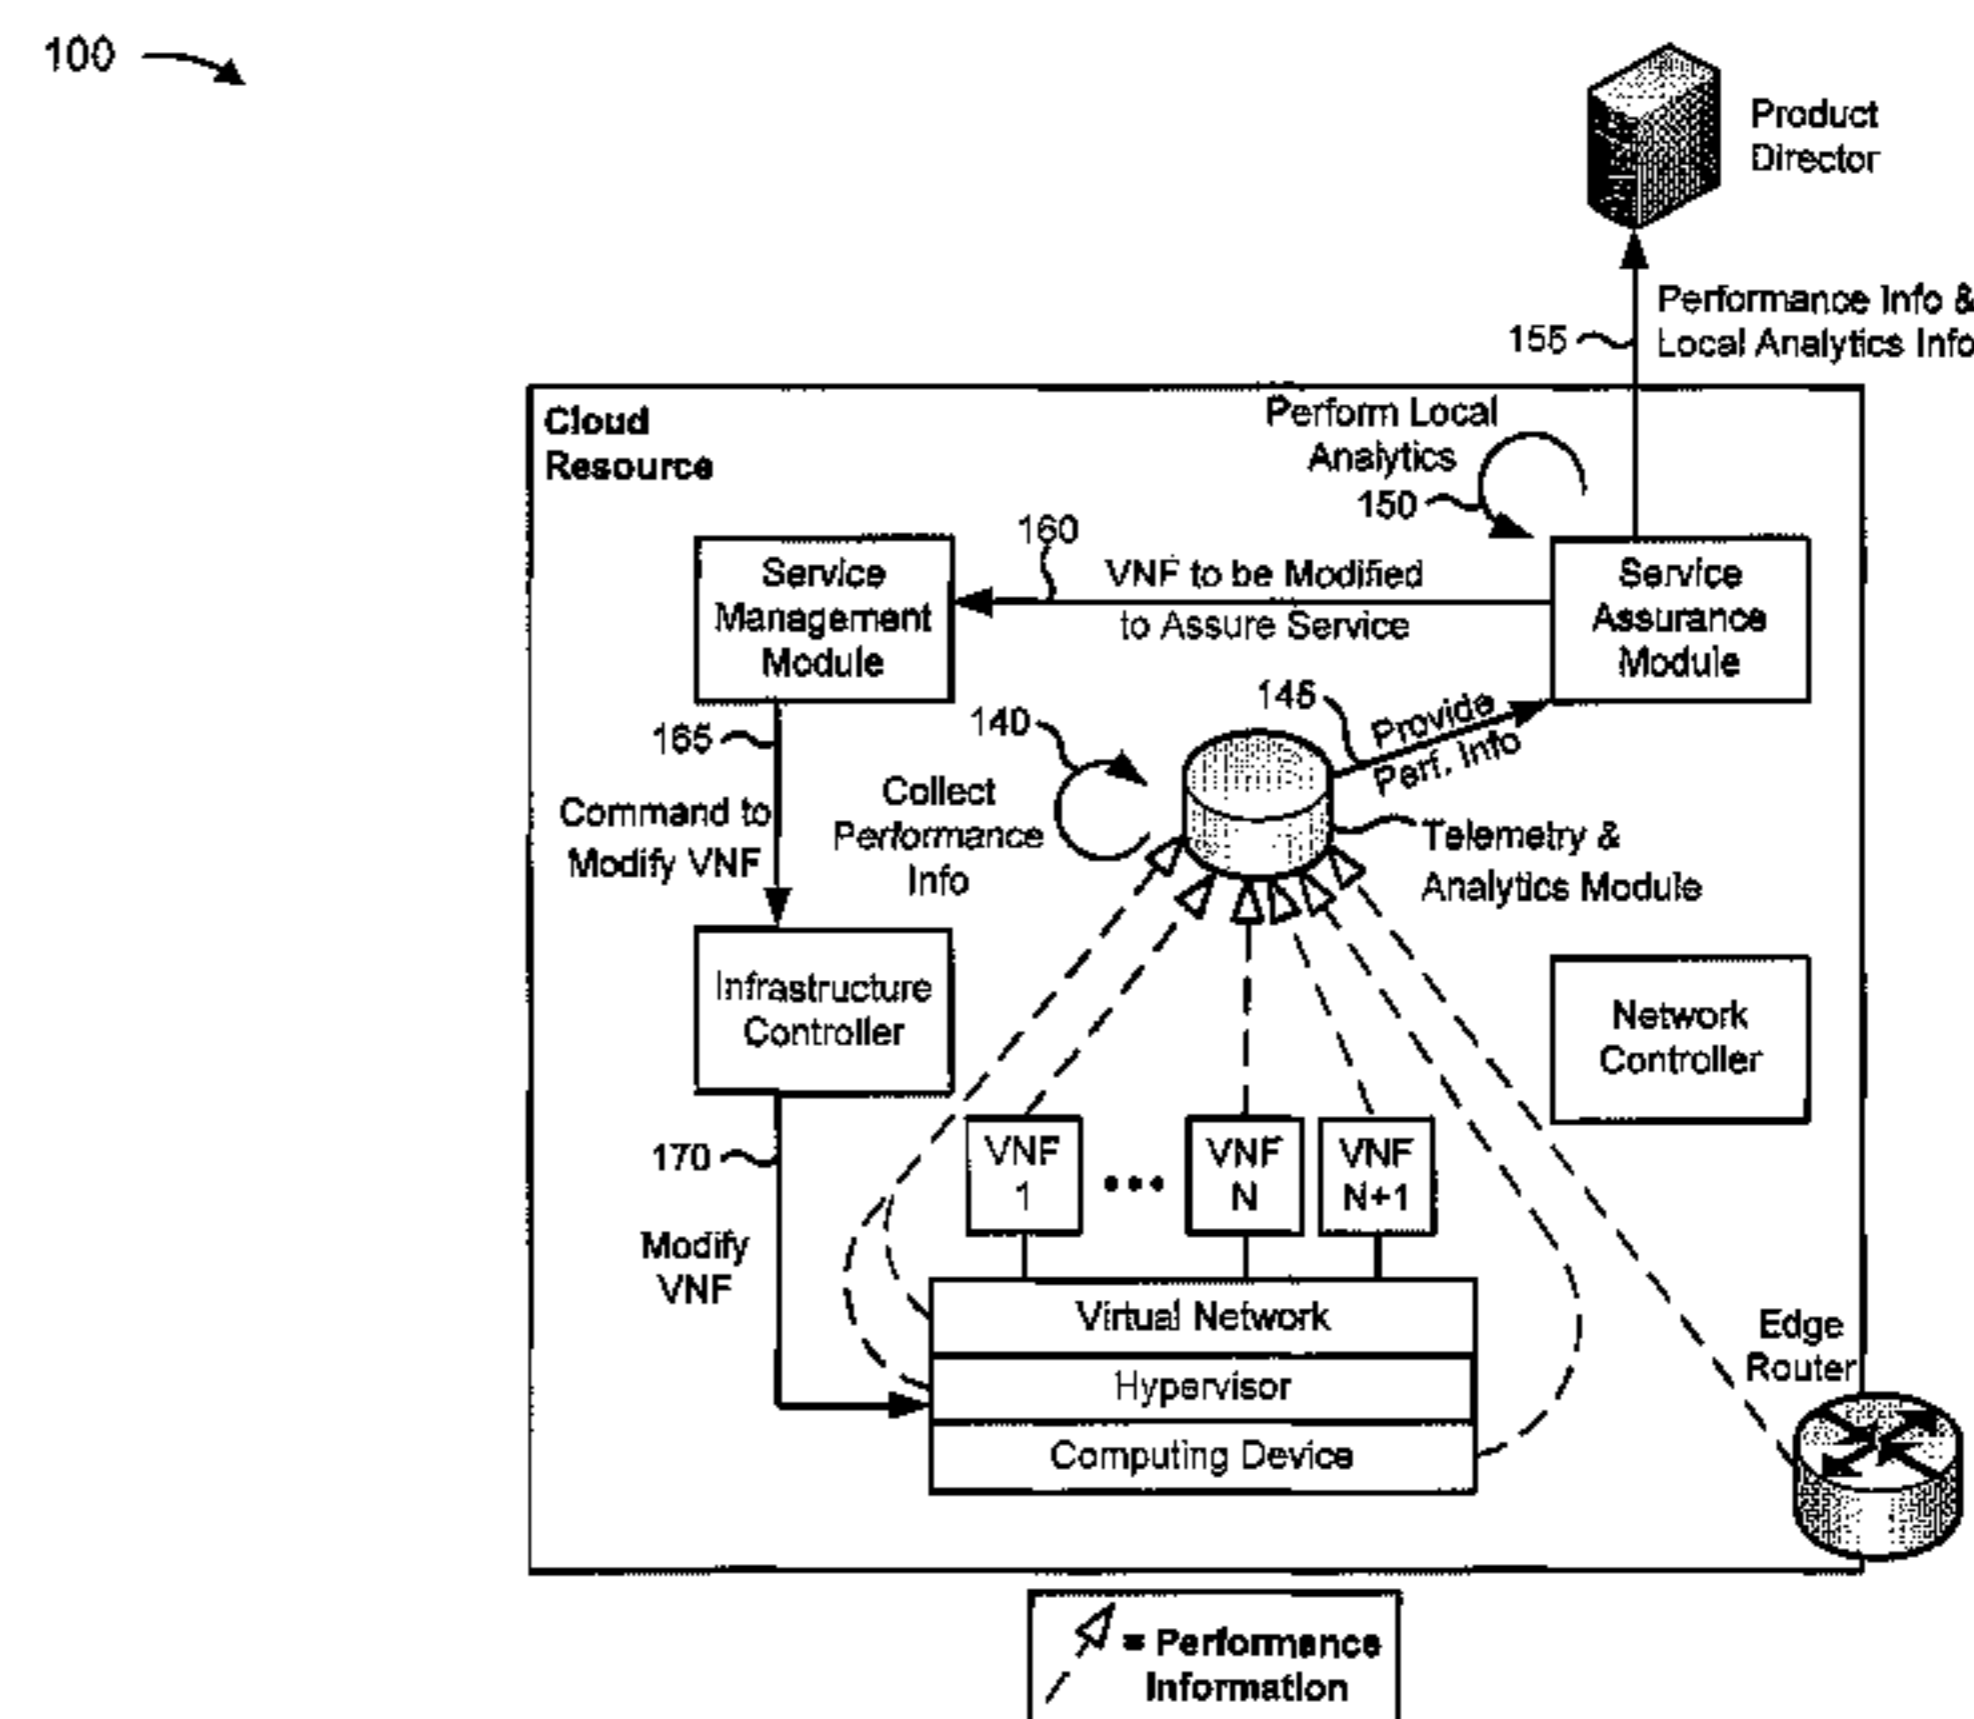 100
Product
Director
Performance Info &
Local Analytics Info
155
Cloud
Resource
Perform Local
Analytics
150
160
VNF to be Modified
to Assure Service
Service
Management
Module
Service
Assurance
Module
145
Provide
Perf. Info
140
165
Collect
Performance
Info
Command to
Modify VNF
Telemetry &
Analytics Module
Infrastructure
Controller
Network
Controller
170
VNF
1
VNF
N
VNF
N+1
Modify
VNF
Virtual Network
Hypervisor
Computing Device
Edge
Router
= Performance
Information